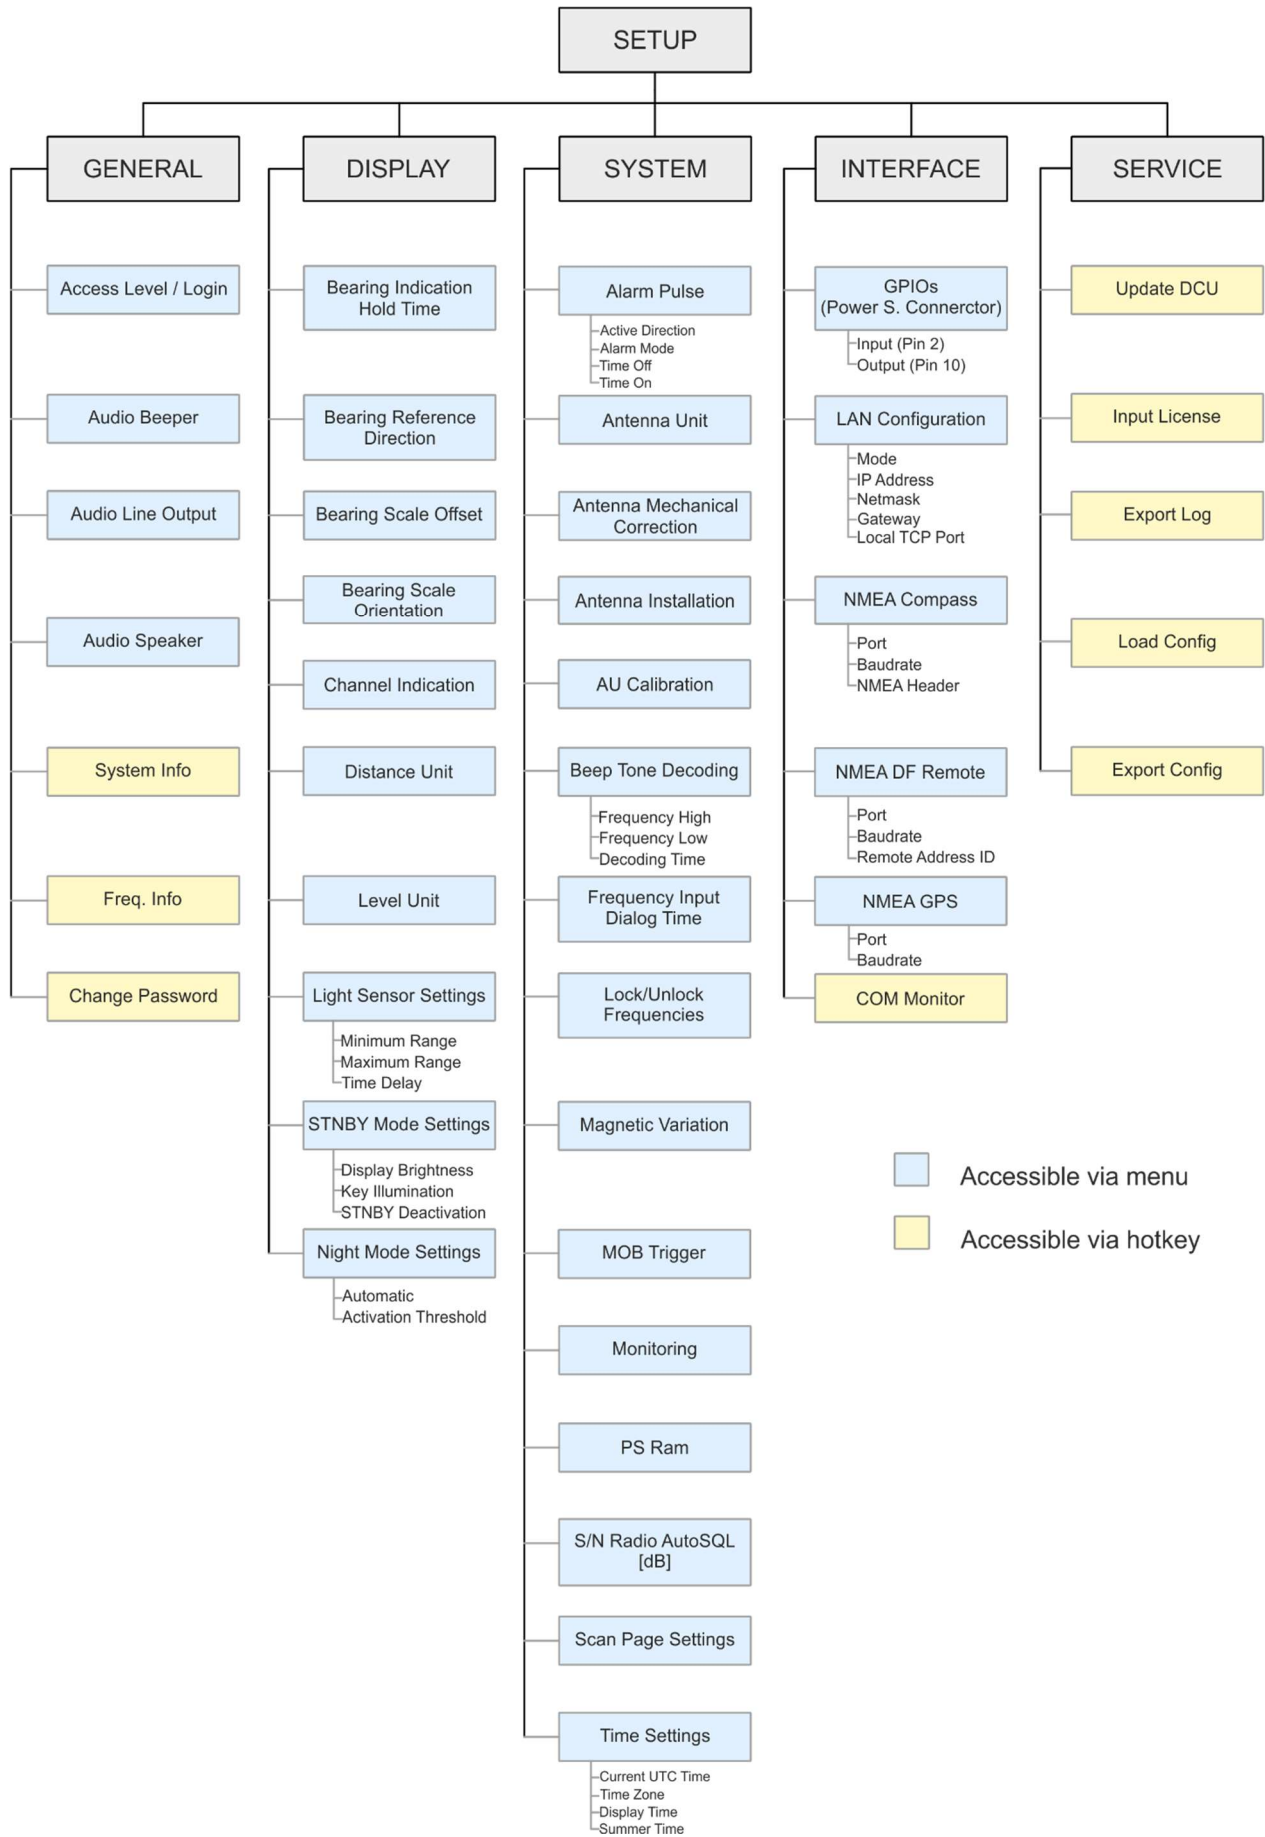 SETUP
GENERAL
Access Level / Login
Audio Beeper
Audio Line Output
Audio Speaker
System Info
Freq. Info
Change Password
DISPLAY
Bearing Indication
Hold Time
Bearing Reference
Direction
Bearing Scale Offset
Bearing Scale
Orientation
Channel Indication
Distance Unit
Level Unit
Light Sensor Settings
Minimum Range
Maximum Range
Time Delay
STNBY Mode Settings
Display Brightness
Key Illumination
STNBY Deactivation
Night Mode Settings
Automatic
Activation Threshold
SYSTEM
Alarm Pulse
Active Direction
Alarm Mode
Time Off
Time On
Antenna Unit
Antenna Mechanical
Correction
Antenna Installation
AU Calibration
Beep Tone Decoding
Frequency High
Frequency Low
Decoding Time
Frequency Input
Dialog Time
Lock/Unlock
Frequencies
Magnetic Variation
MOB Trigger
Monitoring
PS Ram
S/N Radio AutoSQL
[dB]
Scan Page Settings
Time Settings
Current UTC Time
Time Zone
Display Time
Summer Time
INTERFACE
GPIOs
(Power S. Connerctor)
Input (Pin 2)
Output (Pin 10)
LAN Configuration
Mode
IP Address
Netmask
Gateway
Local TCP Port
NMEA Compass
Port
Baudrate
NMEA Header
NMEA DF Remote
Port
Baudrate
Remote Address ID
NMEA GPS
Port
Baudrate
COM Monitor
SERVICE
Update DCU
Input License
Export Log
Load Config
Export Config
Accessible via menu
Accessible via hotkey